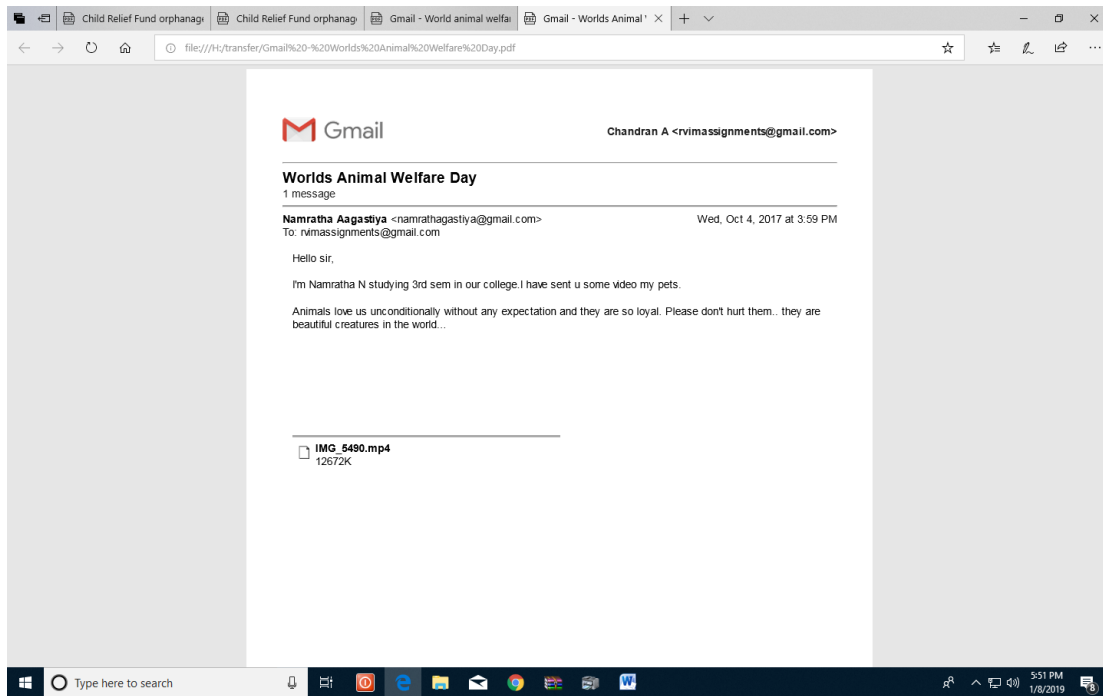 Child Relief Fund orphanage
Child Relief Fund orphanag
Gmail - World animal welfar
Gmail - Worlds Animal '
file:///H:/transfer/Gmail%20-%20Worlds%20Animal%20Welfare%20Day.pdf
Gmail
Chandran A <rvimassignments@gmail.com>
Worlds Animal Welfare Day
1 message
Namratha Aagastiya <namrathagastiya@gmail.com> Wed, Oct 4, 2017 at 3:59 PM
To: rvimassignments@gmail.com
Hello sir,
I'm Namratha N studying 3rd sem in our college.I have sent u some video my pets.
Animals love us unconditionally without any expectation and they are so loyal. Please don't hurt them.. they are
beautiful creatures in the world...
IMG_5490.mp4
12672K
Type here to search
5:51 PM
1/8/2019
8